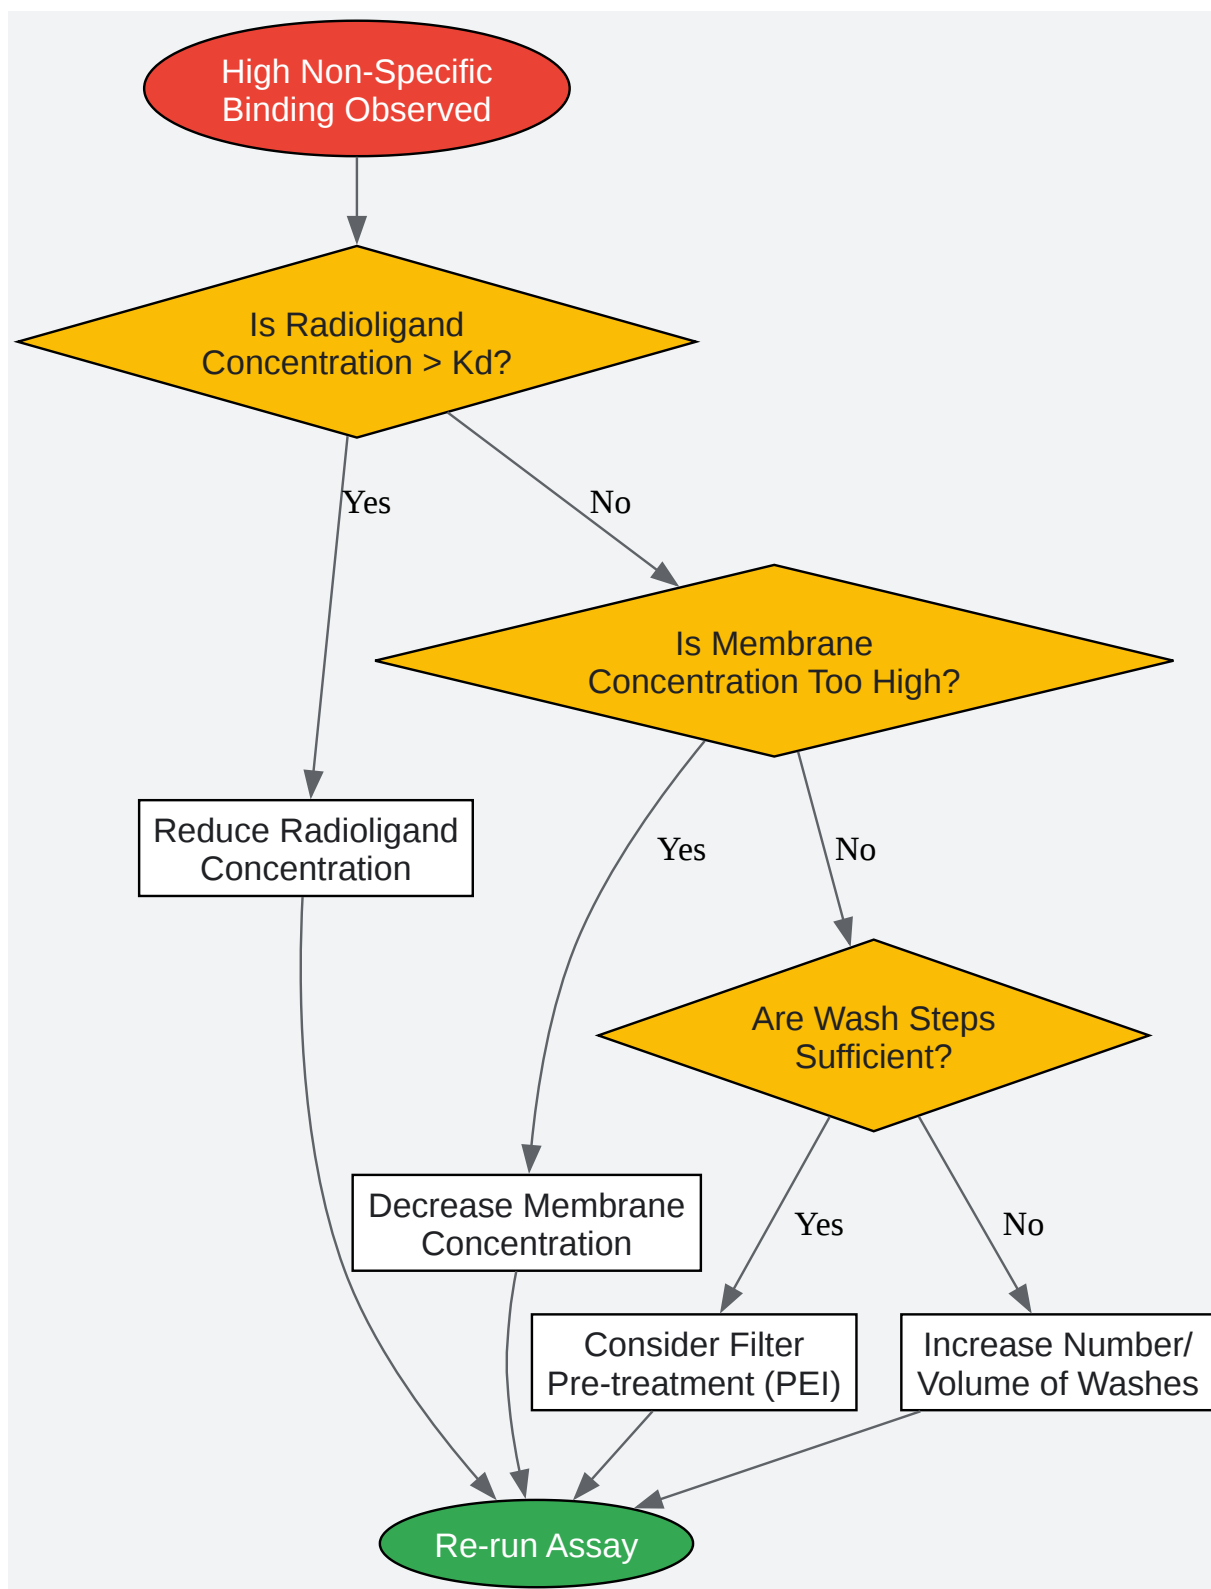 High Non-Specific
Binding Observed
Is Radioligand
Concentration > Kd?
Yes
No
Is Membrane
Concentration Too High?
Reduce Radioligand
Concentration
Yes
No
Are Wash Steps
Sufficient?
Decrease Membrane
Concentration
Yes
No
Consider Filter
Pre-treatment (PEI)
Increase Number/
Volume of Washes
Re-run Assay